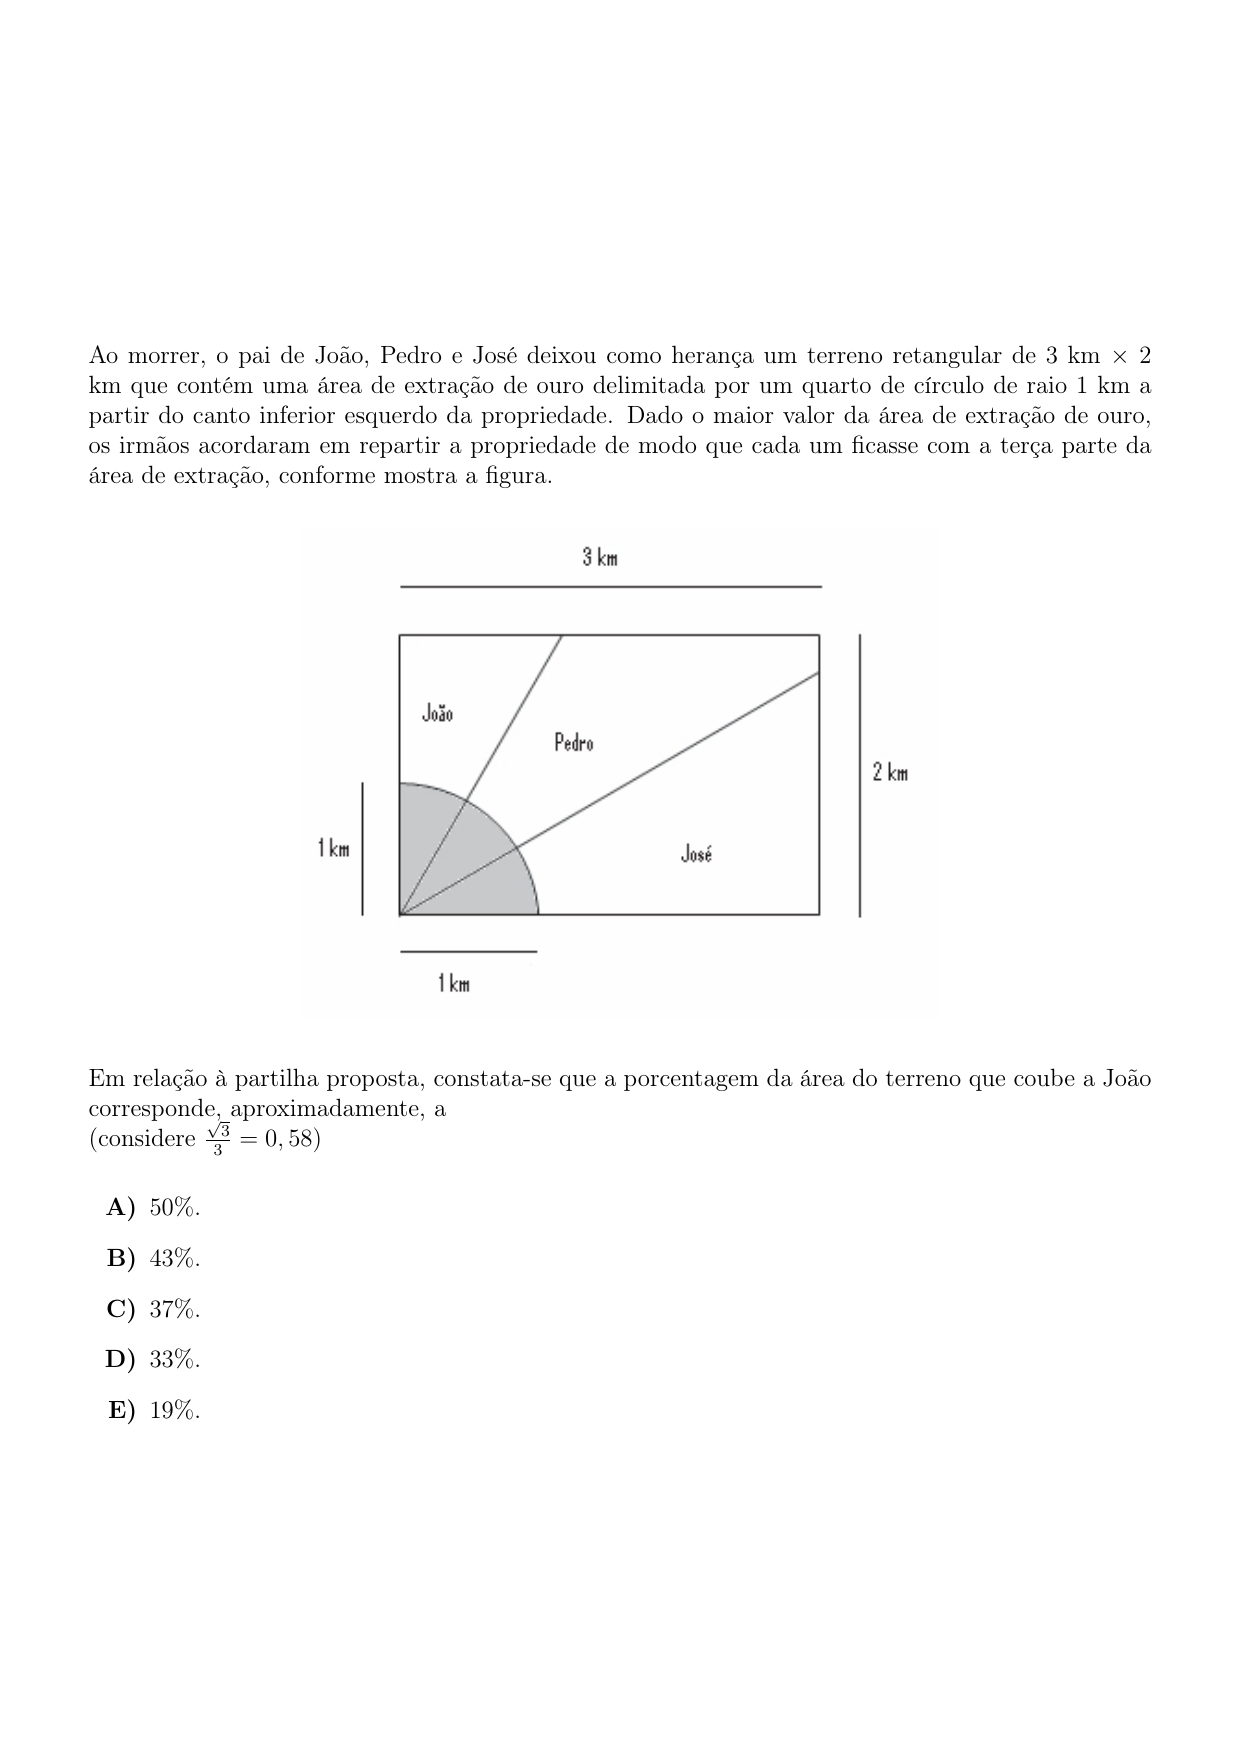 Ao morrer, o pai de João, Pedro e José deixou como herança um terreno retangular de 3 km × 2
km que contém uma área de extração de ouro delimitada por um quarto de círculo de raio 1 km a
partir do canto inferior esquerdo da propriedade. Dado o maior valor da área de extração de ouro,
os irmãos acordaram em repartir a propriedade de modo que cada um ficasse com a terça parte da
área de extração, conforme mostra a figura.
3 km
João
Pedro
2 km
1 km
José
1 km
Em relação à partilha proposta, constata-se que a porcentagem da área do terreno que coube a João
corresponde, aproximadamente, a
(considere √3/3 = 0, 58)
A) 50%.
B) 43%.
C) 37%.
D) 33%.
E) 19%.